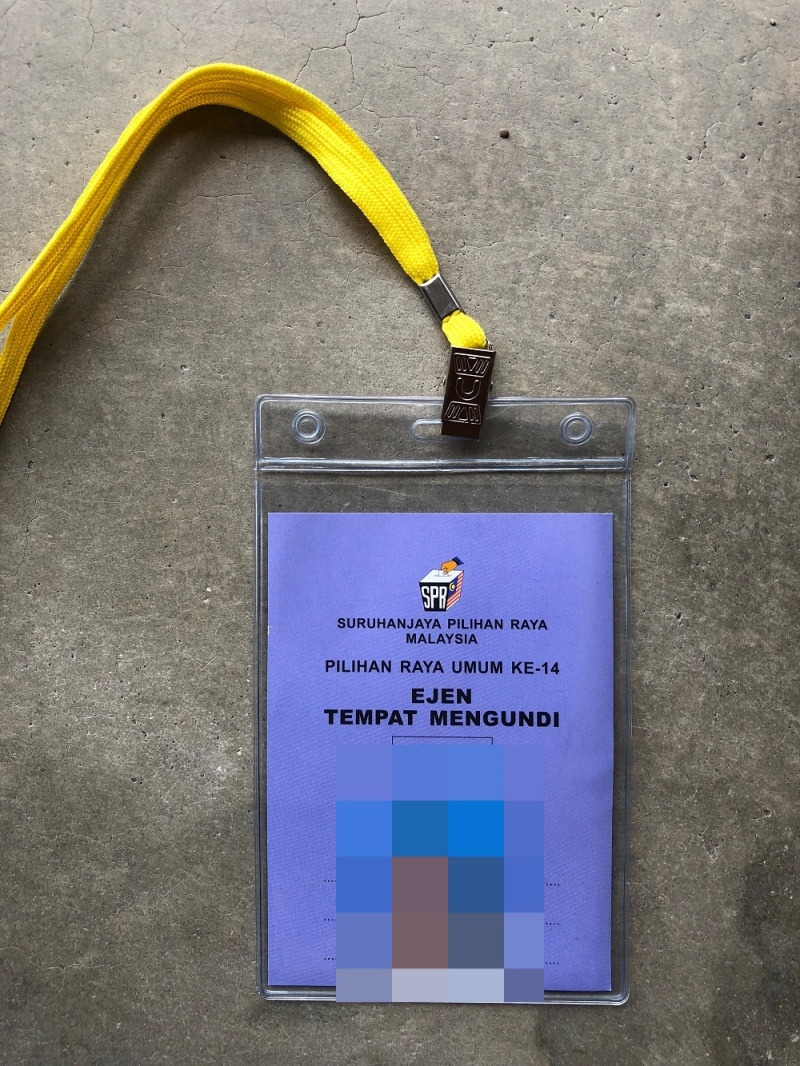 SPR
SURUHANJAYA PILIHAN RAYA
MALAYSIA
PILIHAN RAYA UMUM KE-14
EJEN
TEMPAT MENGUNDI